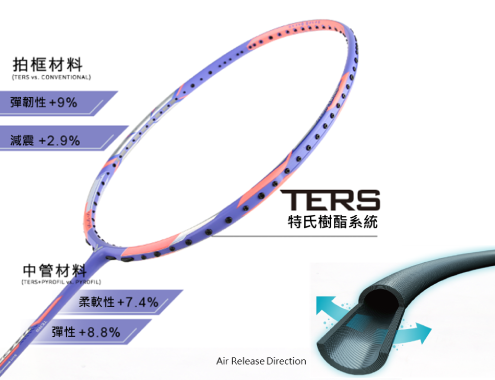 拍框材料
(TERS vs. CONVENTIONAL)
彈韌性 +9%
減震 +2.9%
TERS
特氏樹酯系統
中管材料
(TERS+PYROFIL vs. PYROFIL)
柔軟性 +7.4%
彈性 +8.8%
Air Release Direction